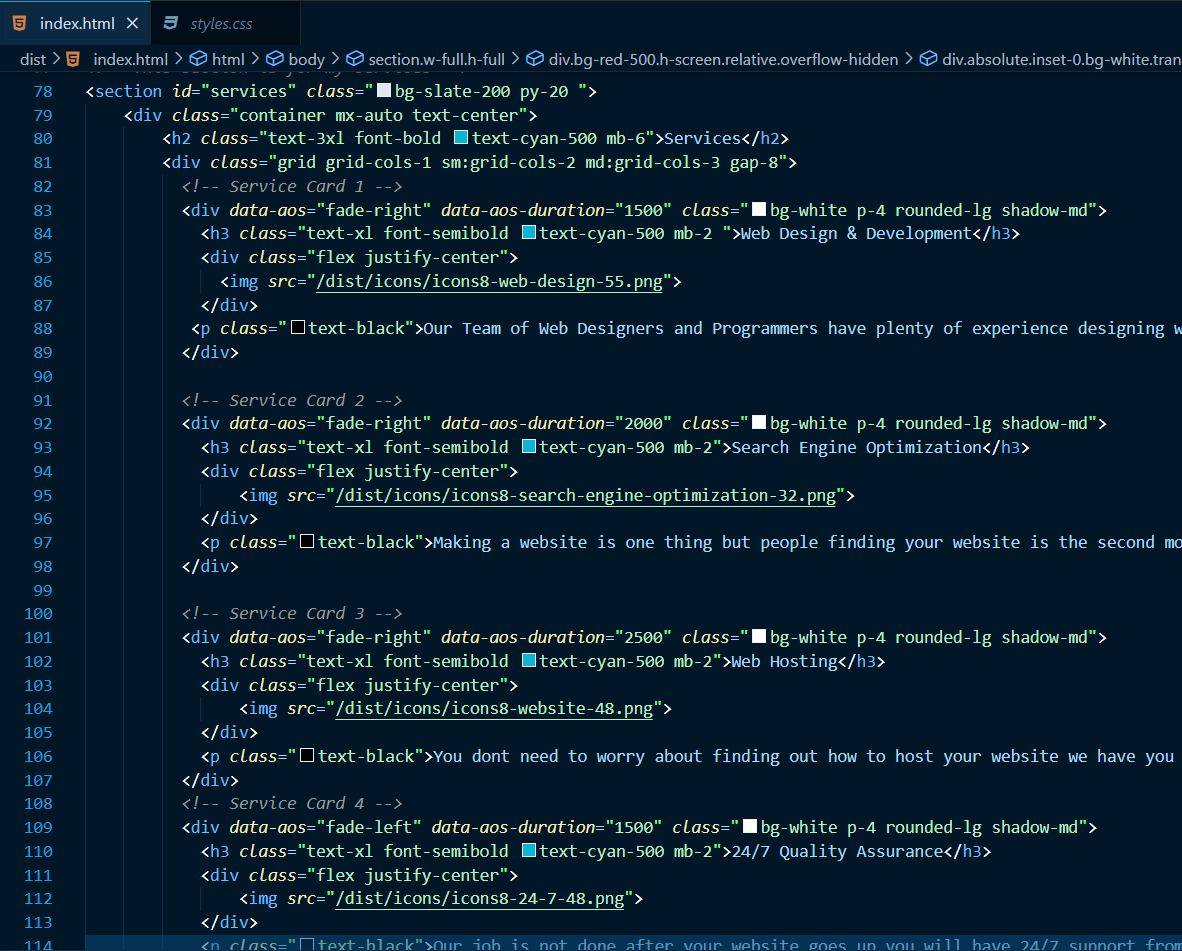 index.html ×
styles.css
dist > index.html > html > body > section.w-full.h-full > div.bg-red-500.h-screen.relative.overflow-hidden > div.absolute.inset-0.bg-white.tran
78 <section id="services" class="bg-slate-200 py-20 ">
79 <div class="container mx-auto text-center">
80 <h2 class="text-3xl font-bold text-cyan-500 mb-6">Services</h2>
81 <div class="grid grid-cols-1 sm:grid-cols-2 md:grid-cols-3 gap-8">
82 <!-- Service Card 1 -->
83 <div data-aos="fade-right" data-aos-duration="1500" class="bg-white p-4 rounded-lg shadow-md">
84 <h3 class="text-xl font-semibold text-cyan-500 mb-2 ">Web Design & Development</h3>
85 <div class="flex justify-center">
86 <img src="/dist/icons/icons8-web-design-55.png">
87 </div>
88 <p class="text-black">Our Team of Web Designers and Programmers have plenty of experience designing w
89 </div>
90
91 <!-- Service Card 2 -->
92 <div data-aos="fade-right" data-aos-duration="2000" class="bg-white p-4 rounded-lg shadow-md">
93 <h3 class="text-xl font-semibold text-cyan-500 mb-2">Search Engine Optimization</h3>
94 <div class="flex justify-center">
95 <img src="/dist/icons/icons8-search-engine-optimization-32.png">
96 </div>
97 <p class="text-black">Making a website is one thing but people finding your website is the second mo
98 </div>
99
100 <!-- Service Card 3 -->
101 <div data-aos="fade-right" data-aos-duration="2500" class="bg-white p-4 rounded-lg shadow-md">
102 <h3 class="text-xl font-semibold text-cyan-500 mb-2">Web Hosting</h3>
103 <div class="flex justify-center">
104 <img src="/dist/icons/icons8-website-48.png">
105 </div>
106 <p class="text-black">You dont need to worry about finding out how to host your website we have you
107 </div>
108 <!-- Service Card 4 -->
109 <div data-aos="fade-left" data-aos-duration="1500" class="bg-white p-4 rounded-lg shadow-md">
110 <h3 class="text-xl font-semibold text-cyan-500 mb-2">24/7 Quality Assurance</h3>
111 <div class="flex justify-center">
112 <img src="/dist/icons/icons8-24-7-48.png">
113 </div>
114 <p class="text-black">Our job is not done after your website goes up you will have 24/7 support from